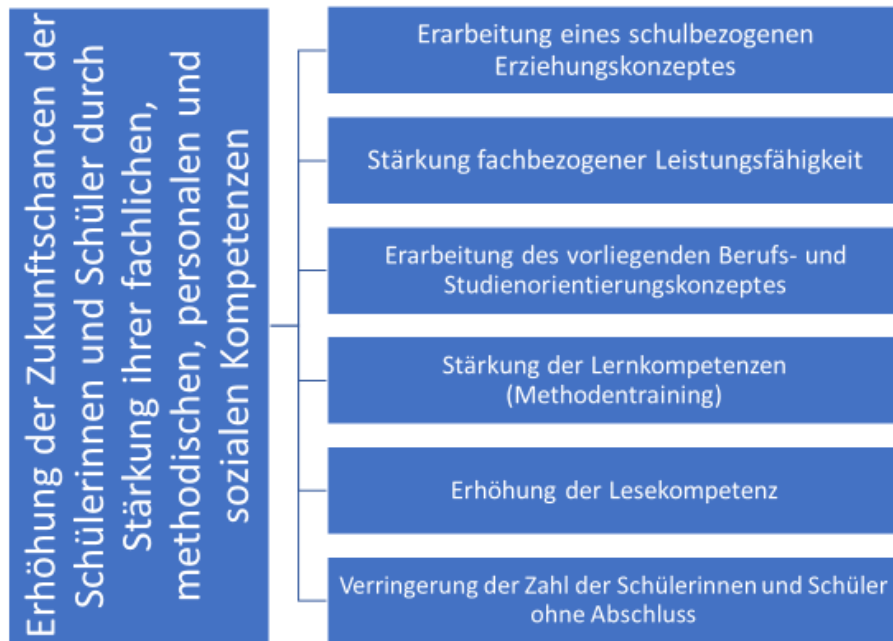 Erhöhung der Zukunftschancen der
Schülerinnen und Schüler durch
Stärkung ihrer fachlichen,
methodischen, personalen und
sozialen Kompetenzen
Erarbeitung eines schulbezogenen
Erziehungskonzeptes
Stärkung fachbezogener Leistungsfähigkeit
Erarbeitung des vorliegenden Berufs- und
Studienorientierungskonzeptes
Stärkung der Lernkompetenzen
(Methodentraining)
Erhöhung der Lesekompetenz
Verringerung der Zahl der Schülerinnen und Schüler
ohne Abschluss